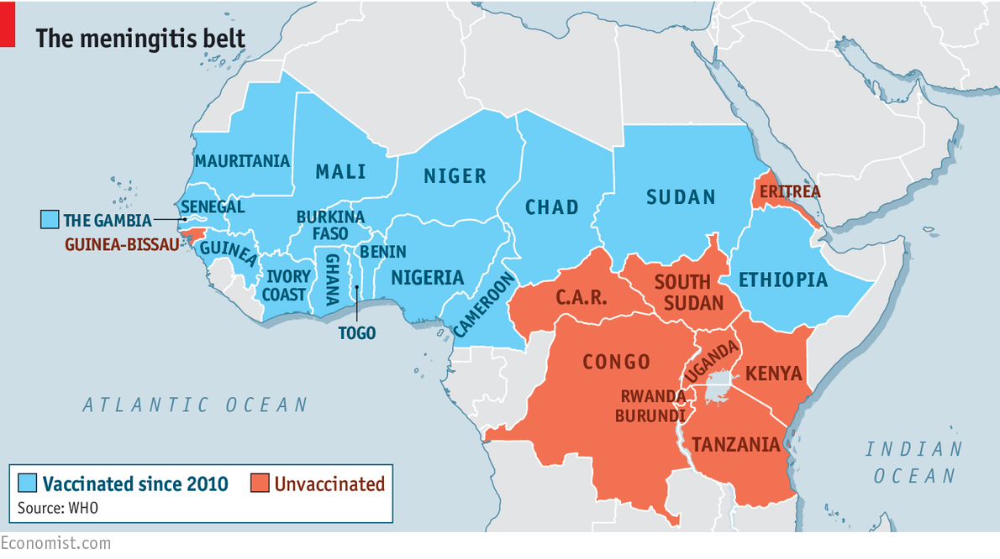 The meningitis belt
MAURITANIA
MALI
NIGER
CHAD
SUDAN
ERITREA
SENEGAL
THE GAMBIA
GUINEA-BISSAU
GUINEA
BURKINA
FASO
BENIN
IVORY
COAST
GHANA
TOGO
NIGERIA
CAMEROON
C.A.R.
SOUTH
SUDAN
ETHIOPIA
CONGO
UGANDA
KENYA
RWANDA
BURUNDI
TANZANIA
ATLANTIC OCEAN
INDIAN
OCEAN
Vaccinated since 2010
Unvaccinated
Source: WHO
Economist.com